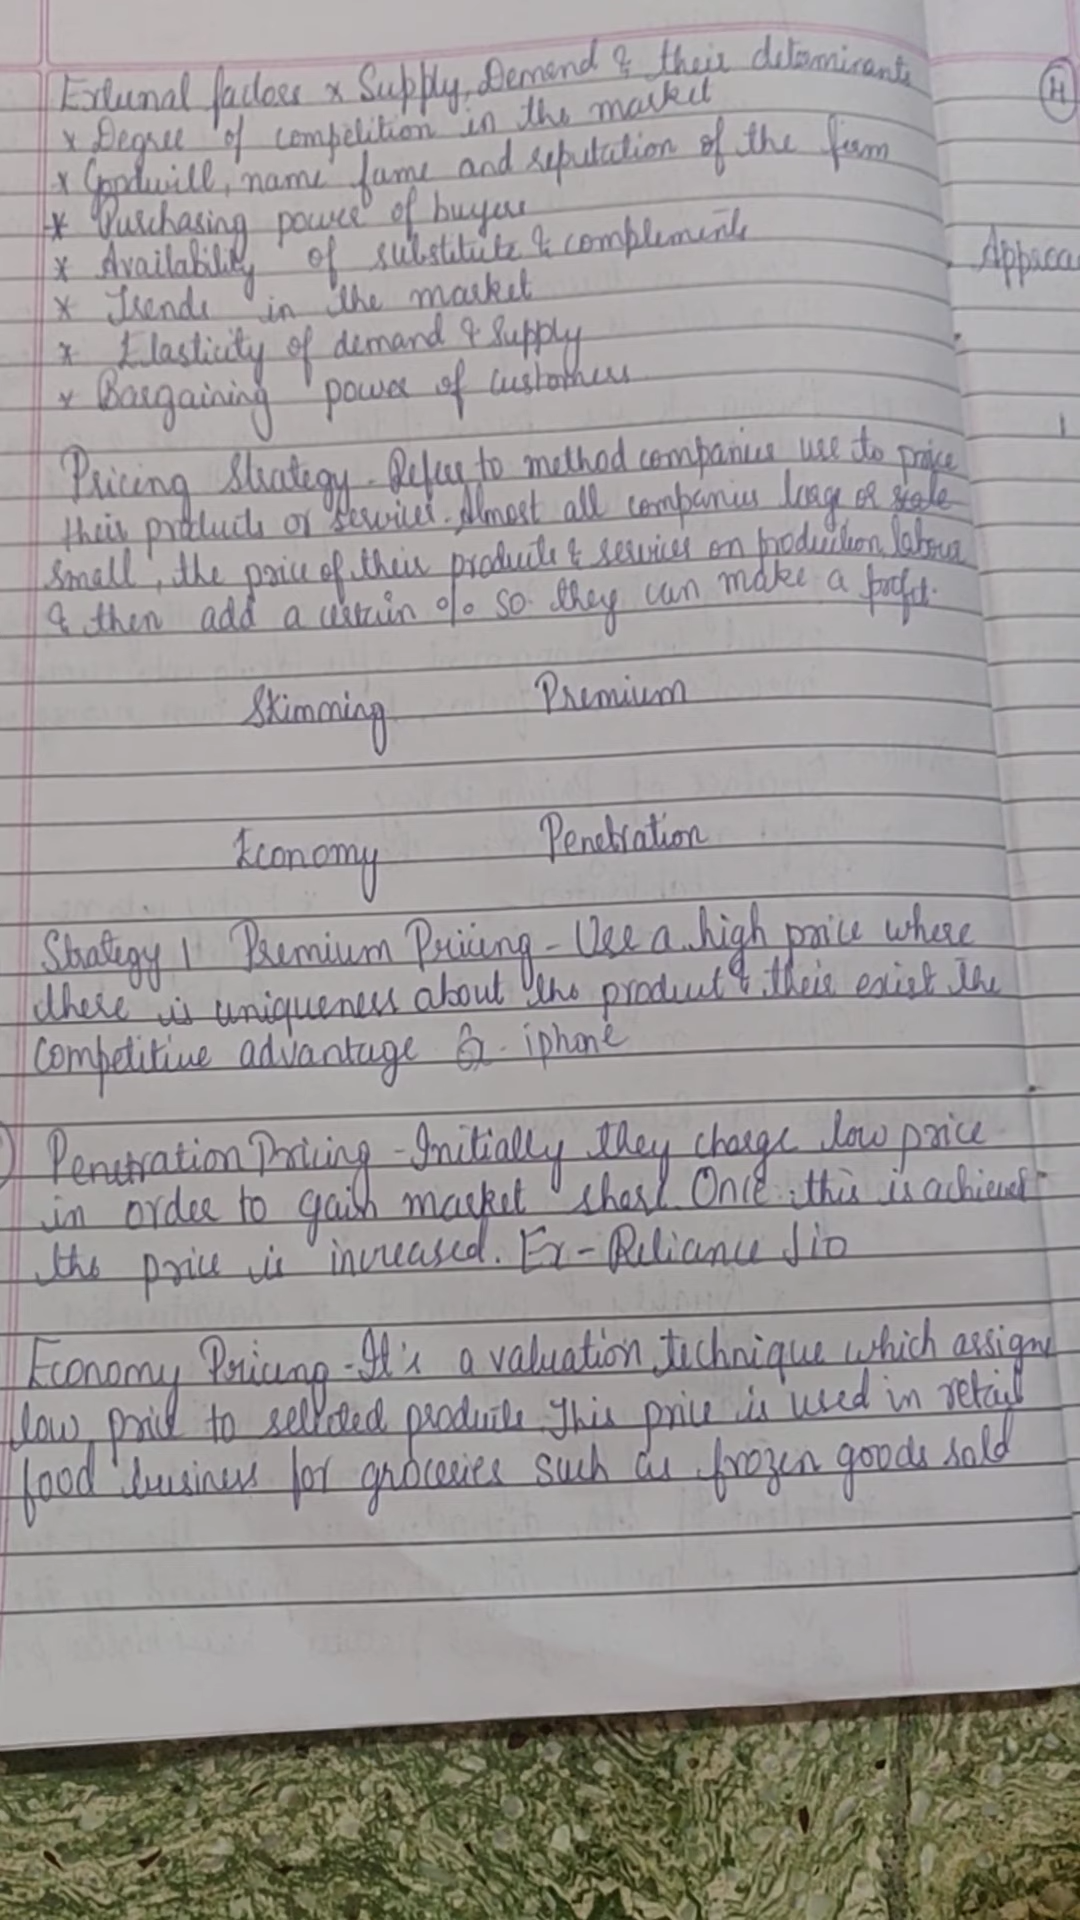 External factors x Supply, Demand & their determinants
x Degree of competition in the market
x Goodwill, name fame and reputation of the firm
x Purchasing power of buyers
x Availability of substitute & complements
x Trends in the market
x Elasticity of demand & supply
x Bargaining power of customers
Pricing Strategy - Refers to method companies use to price
their products or services. Almost all companies large or scale
small, the price of their products & services on production, labour
& then add a certain % so they can make a profit.
Skimming Premium
Economy Penetration
Strategy 1 Premium Pricing - Use a high price where
there is uniqueness about the product & their exist the
competitive advantage Ex - iphone
Penetration Pricing - Initially they charge low price
in order to gain market share. Once this is achieved
the price is increased. Ex - Reliance Jio
Economy Pricing - It's a valuation technique which assigns
low price to selected products. This price is used in retail
food business for groceries such as frozen goods sold
H